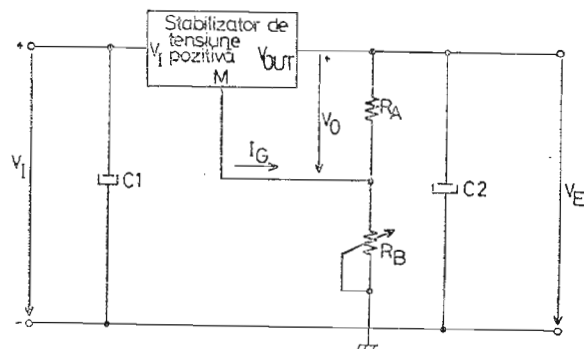 Stabilizator de
tensiune
pozitivă
V_I
V_OUT
M
+
+
V_I
C1
I_G
V_O
R_A
R_B
C2
V_E
-